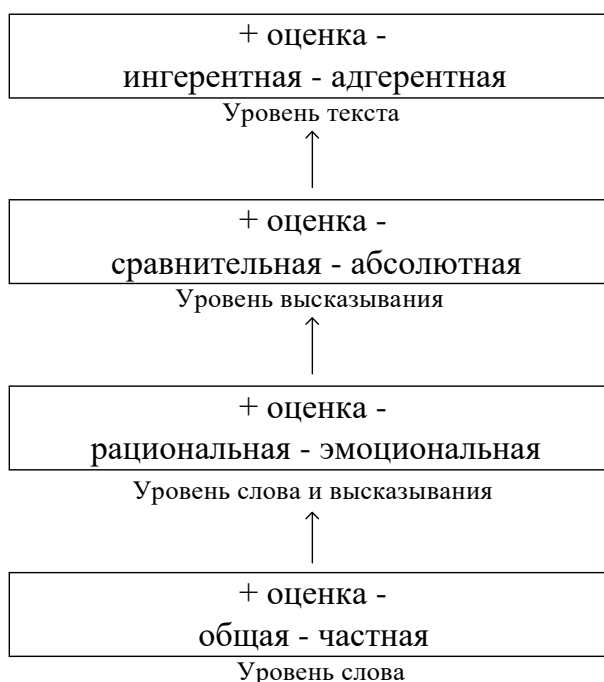 + оценка -
ингерентная - адгерентная
Уровень текста
+ оценка -
сравнительная - абсолютная
Уровень высказывания
+ оценка -
рациональная - эмоциональная
Уровень слова и высказывания
+ оценка -
общая - частная
Уровень слова